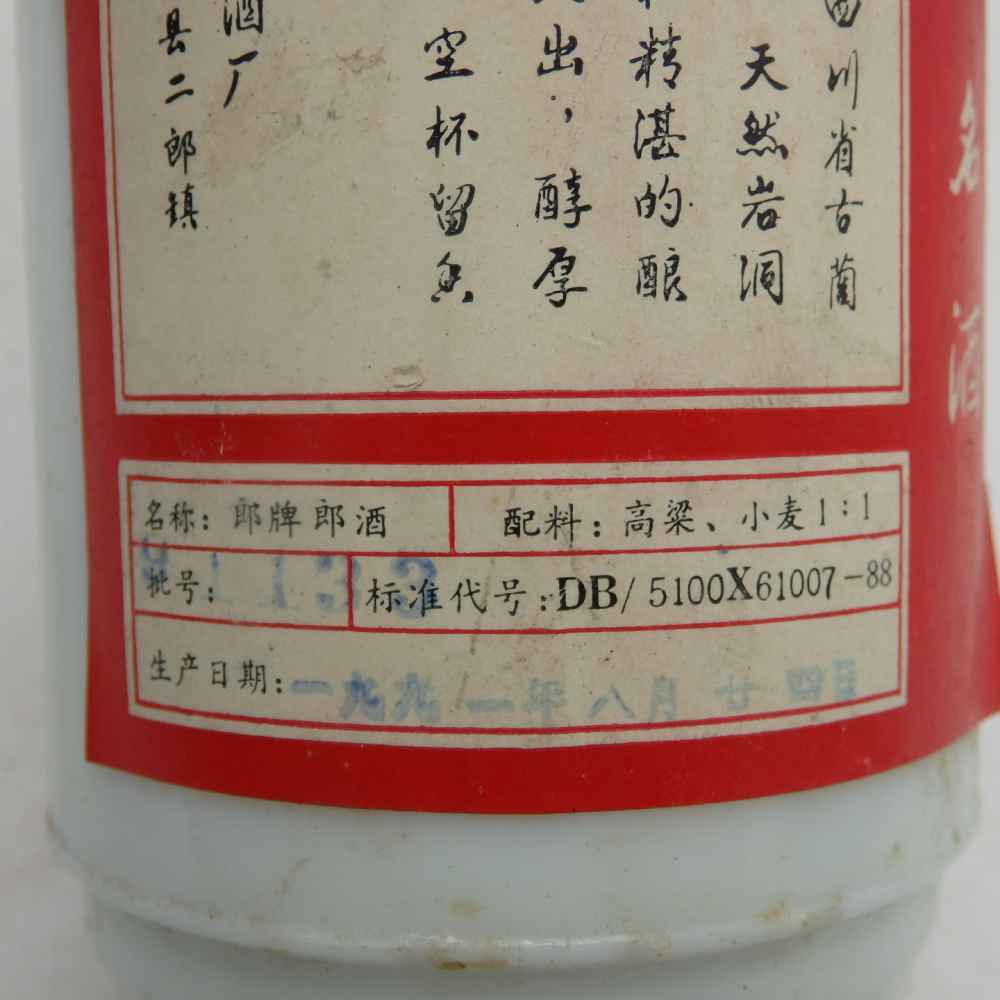 名酒
四川省古蔺
天然岩洞
精湛的酿
出，醇厚
空杯留香
酒厂
县二郎镇
名称：郎牌郎酒
配料：高粱、小麦1：1
批号：
标准代号：DB/5100X61007-88
生产日期：一九九一年八月廿四日